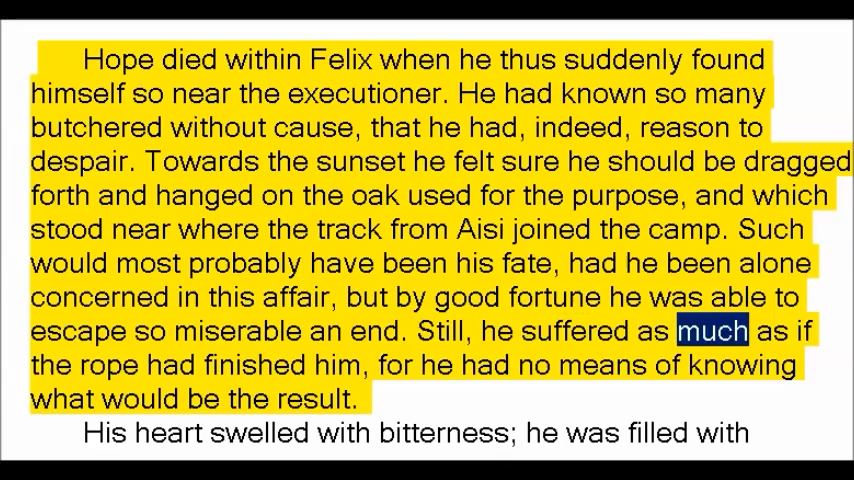 Hope died within Felix when he thus suddenly found
himself so near the executioner. He had known so many
butchered without cause, that he had, indeed, reason to
despair. Towards the sunset he felt sure he should be dragged
forth and hanged on the oak used for the purpose, and which
stood near where the track from Aisi joined the camp. Such
would most probably have been his fate, had he been alone
concerned in this affair, but by good fortune he was able to
escape so miserable an end. Still, he suffered as much as if
the rope had finished him, for he had no means of knowing
what would be the result.
His heart swelled with bitterness; he was filled with